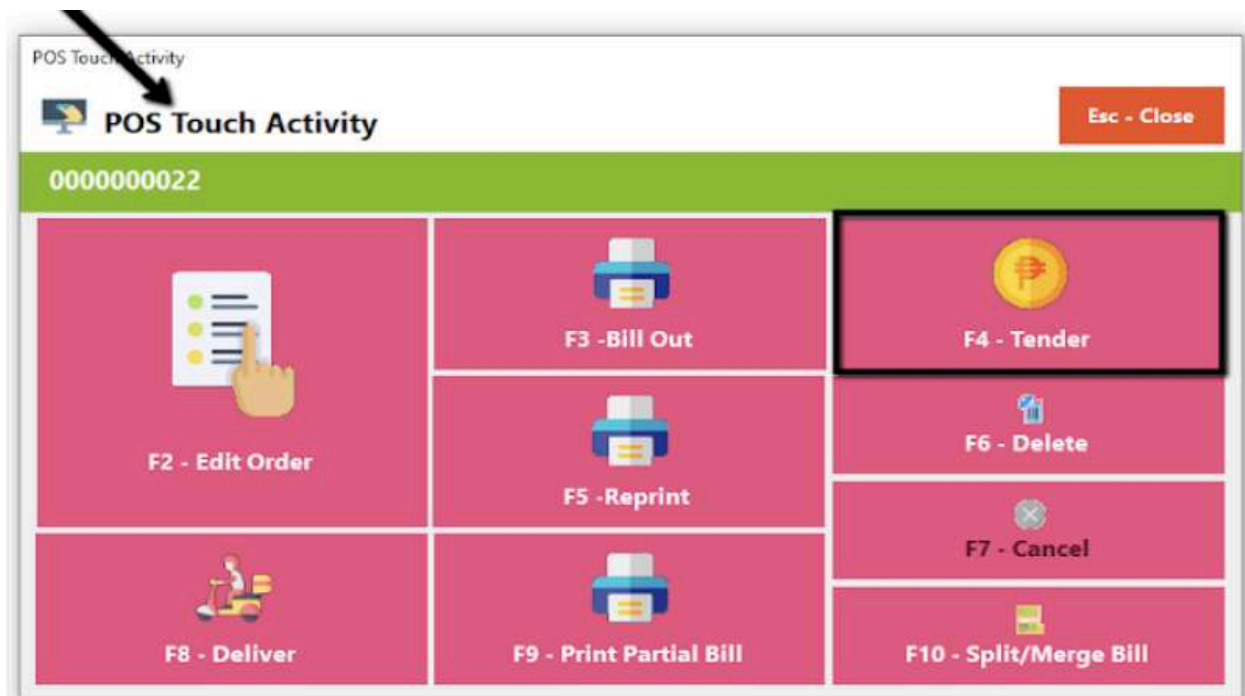 POS Touch Activity
POS Touch Activity
Esc - Close
0000000022
F2 - Edit Order
F3 -Bill Out
F4 - Tender
F5 -Reprint
F6 - Delete
F7 - Cancel
F8 - Deliver
F9 - Print Partial Bill
F10 - Split/Merge Bill